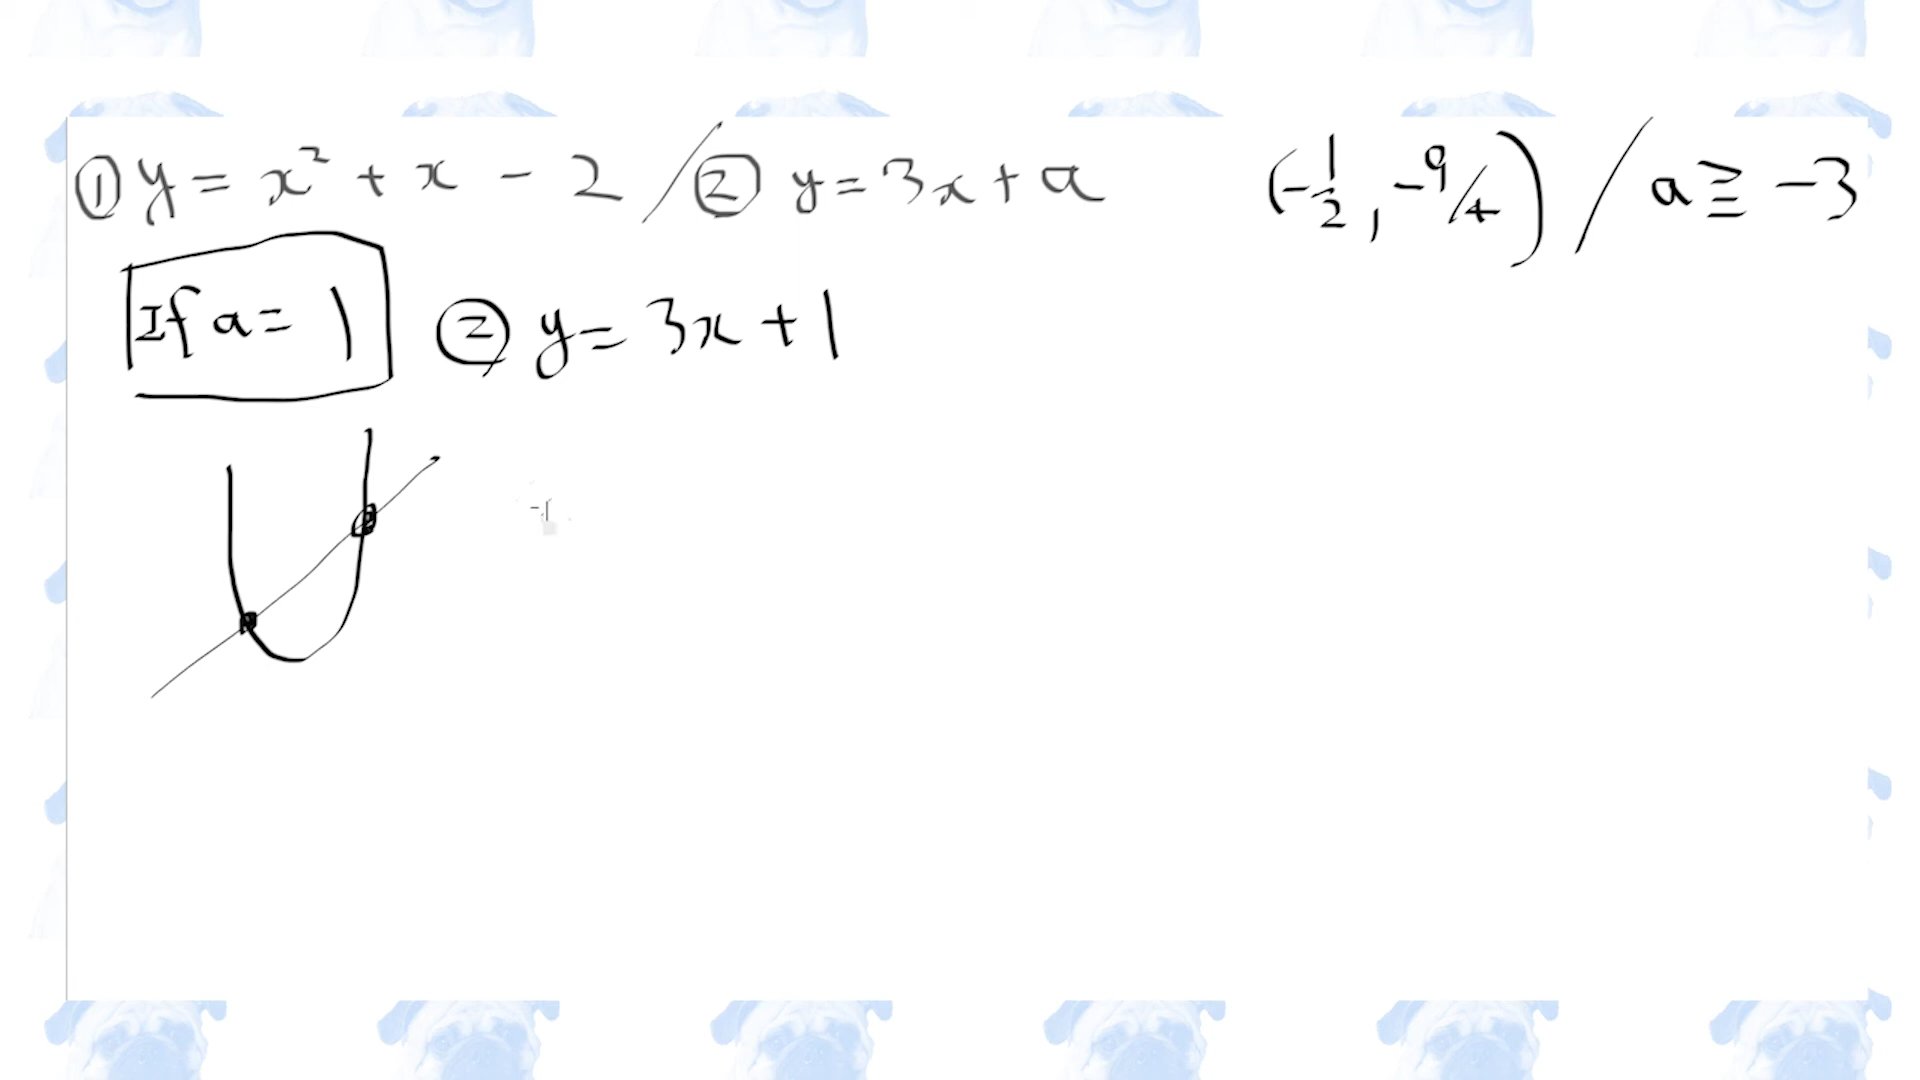 ① y = x² + x - 2 / ② y = 3x + a (-1/2, -9/4) / a ≧ -3
If a = 1 ② y = 3x + 1